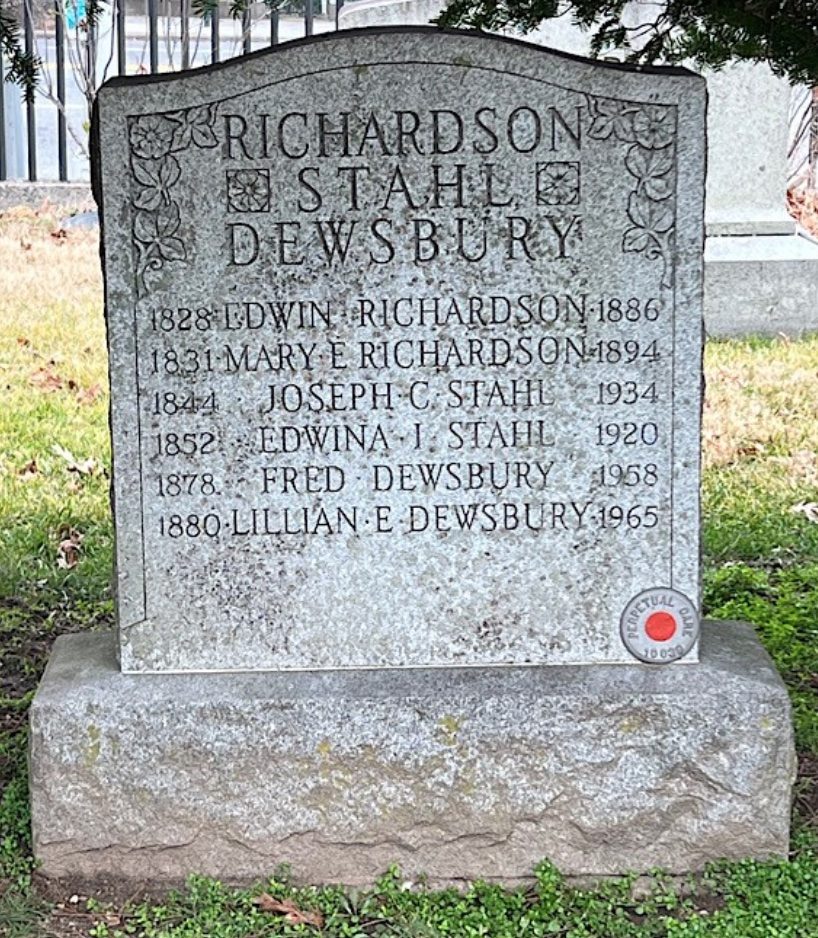 RICHARDSON
STAHL
DEWSBURY
1828·EDWIN·RICHARDSON·1886
1831·MARY·E·RICHARDSON·1894
1844·JOSEPH·C·STAHL 1934
1852·EDWINA·I·STAHL 1920
1878·FRED·DEWSBURY 1958
1880·LILLIAN·E·DEWSBURY·1965
PERPETUAL CARE